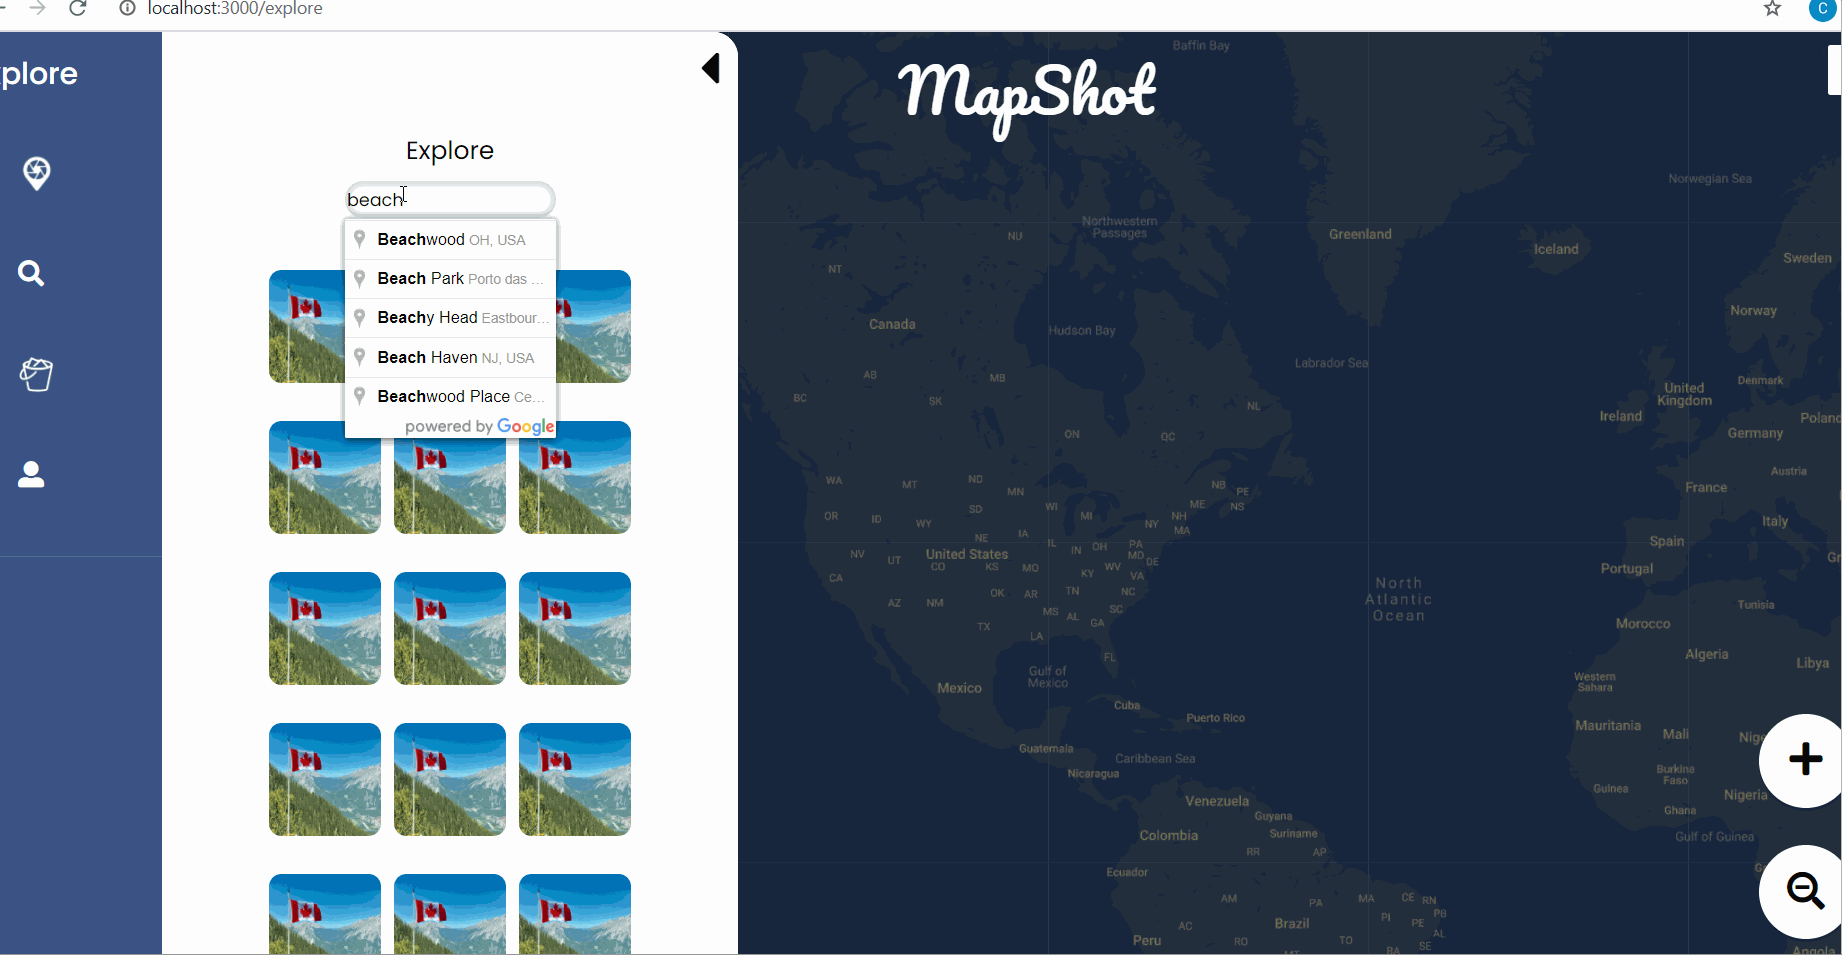 localhost:3000/explore
C
plore
MapShot
Explore
beach
Beachwood OH, USA
Beach Park Porto das ...
Beachy Head Eastbour...
Beach Haven NJ, USA
Beachwood Place Ce...
powered by Google
Baffin Bay
Norwegian Sea
Northwestern
Passages
NU
Greenland
Iceland
Sweden
NT
Norway
Canada
Hudson Bay
Labrador Sea
AB
MB
BC
SK
NL
United
Kingdom
Denmark
Ireland
Poland
ON
QC
Germany
Austria
WA
MT
ND
MN
NB
PE
France
OR
ID
WY
SD
WI
MI
NY
NH
ME
NS
MA
Italy
NV
UT
United States
CO
NE
IA
IL
IN
OH
PA
MD
DE
Spain
Gr
Portugal
CA
KS
MO
KY
WV
VA
North
Atlantic
Ocean
AZ
NM
OK
AR
TN
NC
MS
AL
SC
GA
Tunisia
TX
LA
Morocco
FL
Algeria
Libya
Mexico
Gulf of
Mexico
Western
Sahara
Cuba
Puerto Rico
Mauritania
Mali
Nige
Guatemala
Caribbean Sea
Nicaragua
Burkina
Faso
Guinea
Nigeria
Venezuela
Guyana
Ghana
Colombia
Suriname
Gulf of Guinea
RR
AP
Ecuador
G
AM
PA
MA
CE
RN
PI
PB
AC
Brazil
PE
AL
Peru
RO
TO
SE
MT
BA
Angola